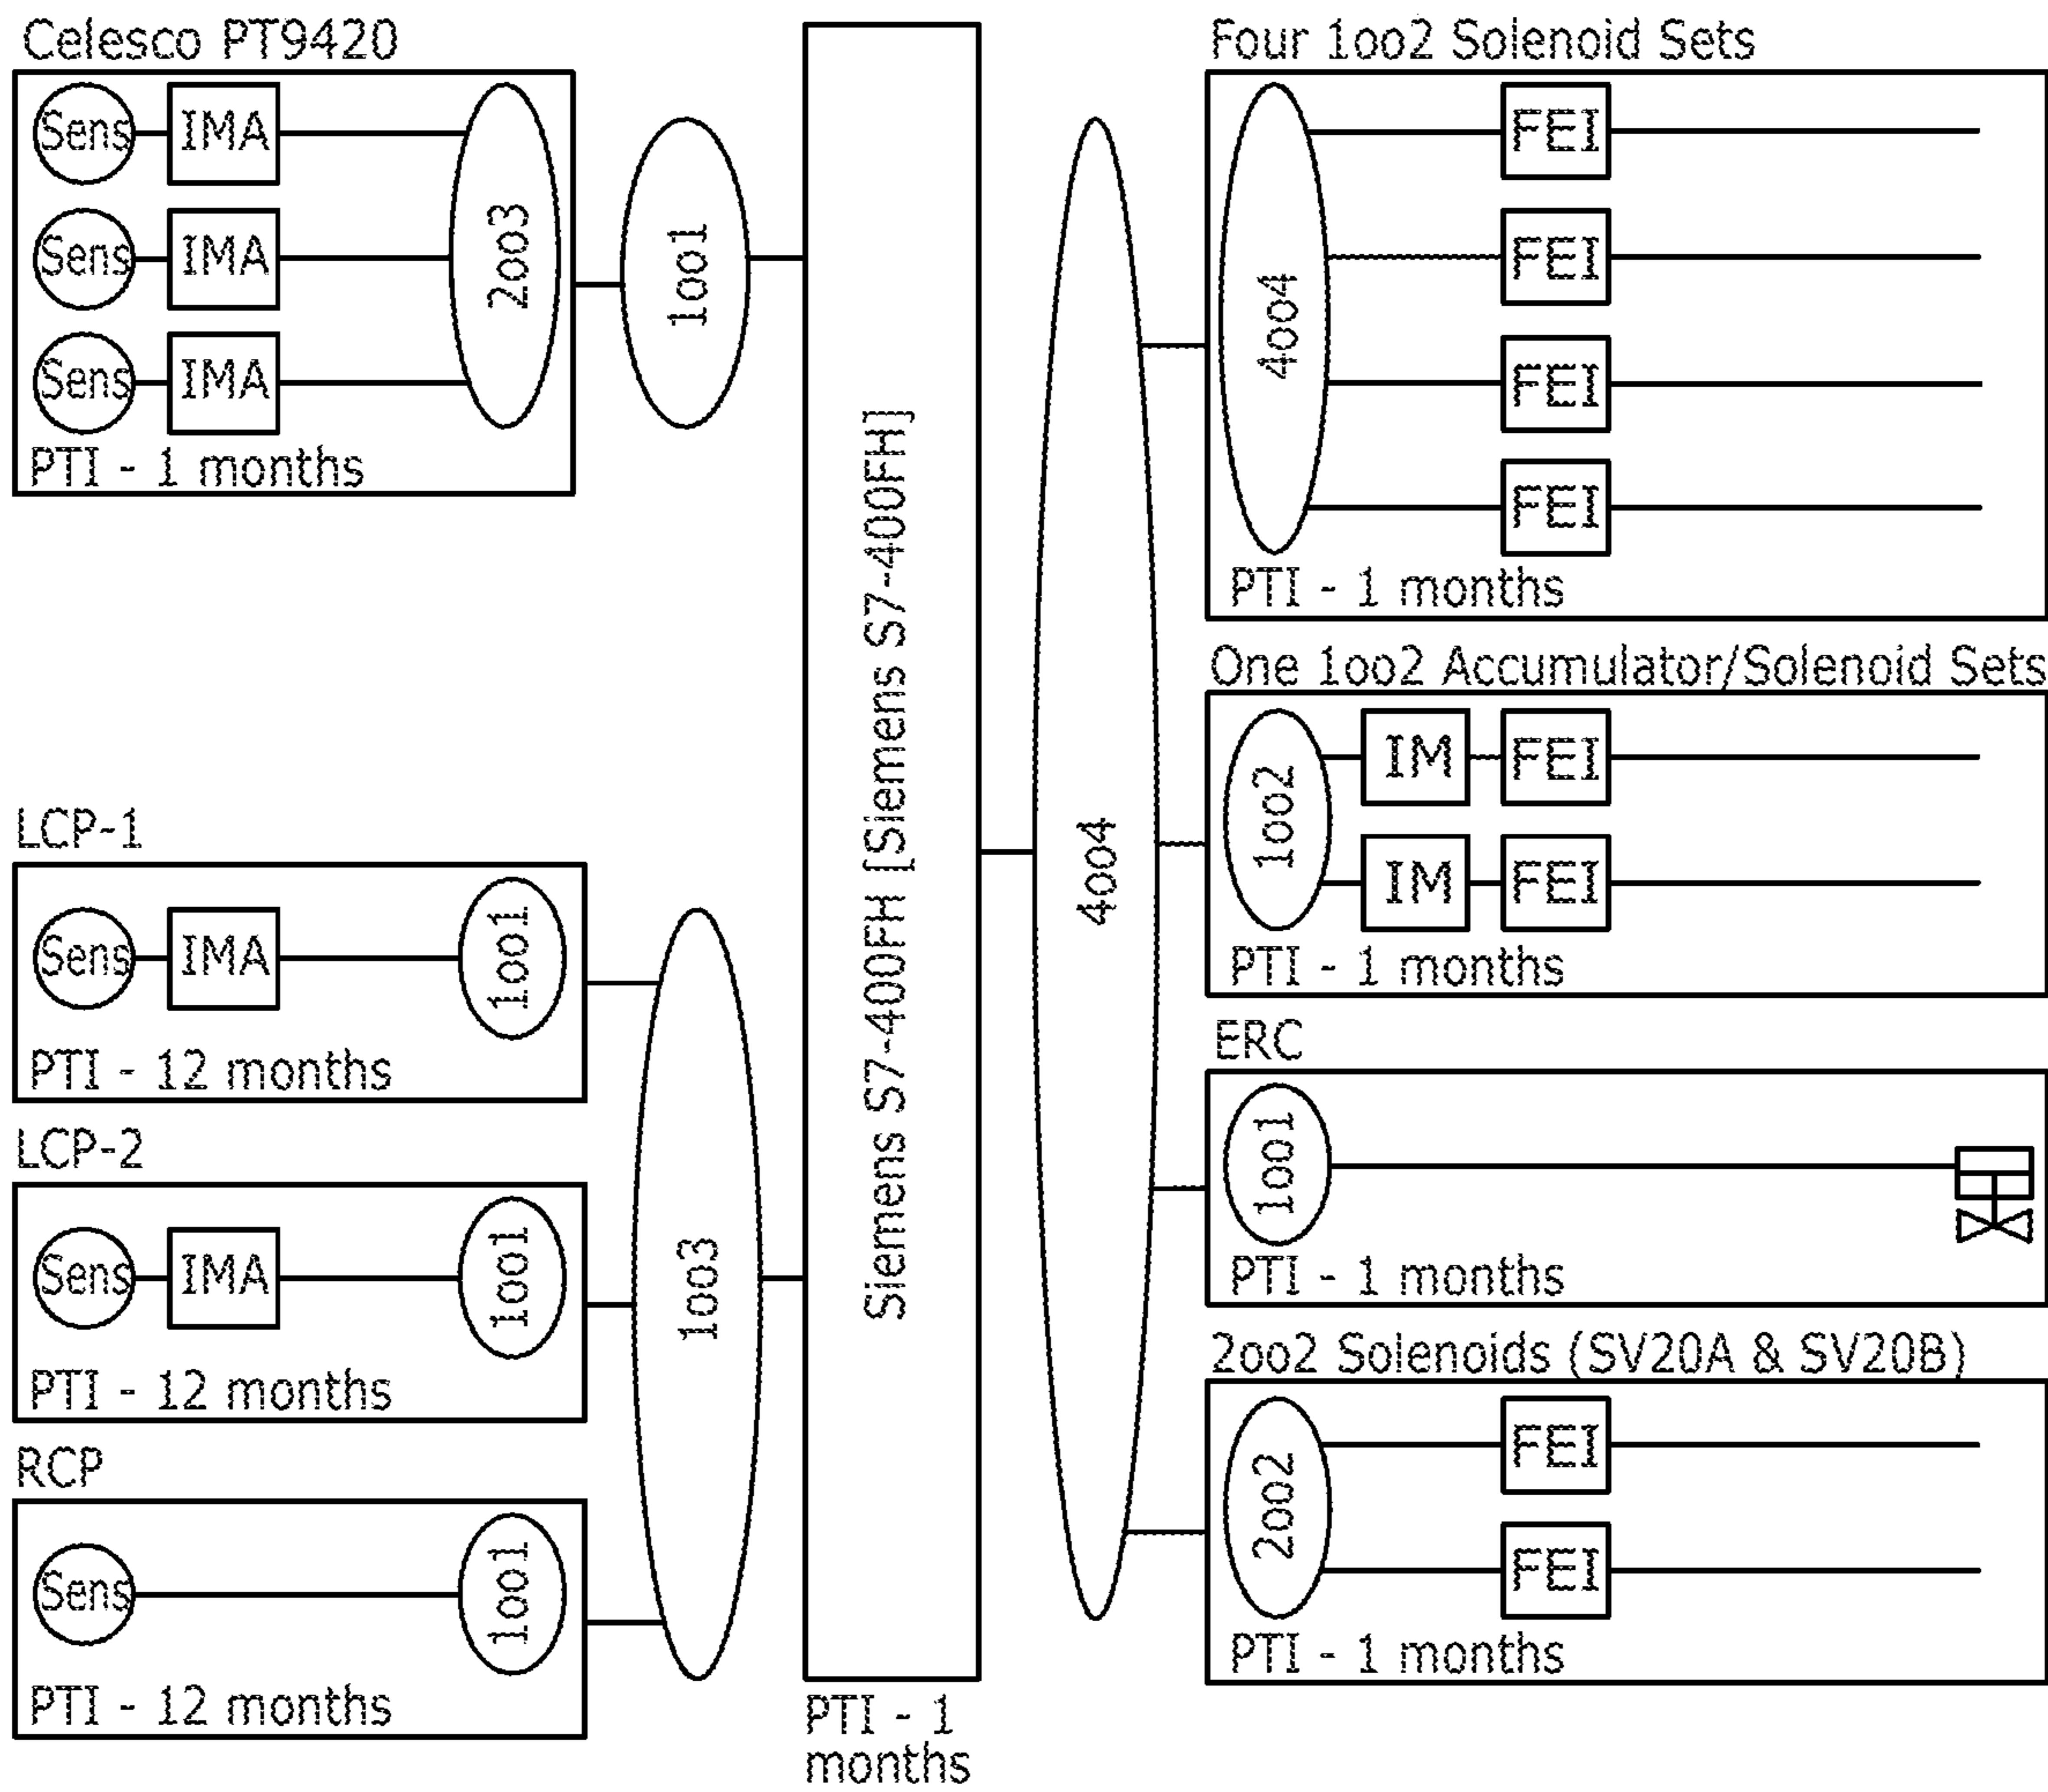 Celesco PT9420
Sens IMA
Sens IMA
Sens IMA
2oo3
PTI - 1 months
1oo1
LCP-1
Sens IMA
1oo1
PTI - 12 months
LCP-2
Sens IMA
1oo1
PTI - 12 months
RCP
Sens
1oo1
PTI - 12 months
1oo3
Siemens S7-400FH [Siemens S7-400FH]
PTI - 1
months
4oo4
Four 1oo2 Solenoid Sets
4oo4
FEI
FEI
FEI
FEI
PTI - 1 months
One 1oo2 Accumulator/Solenoid Sets
1oo2
IM FEI
IM FEI
PTI - 1 months
ERC
1oo1
PTI - 1 months
2oo2 Solenoids (SV20A & SV20B)
2oo2
FEI
FEI
PTI - 1 months